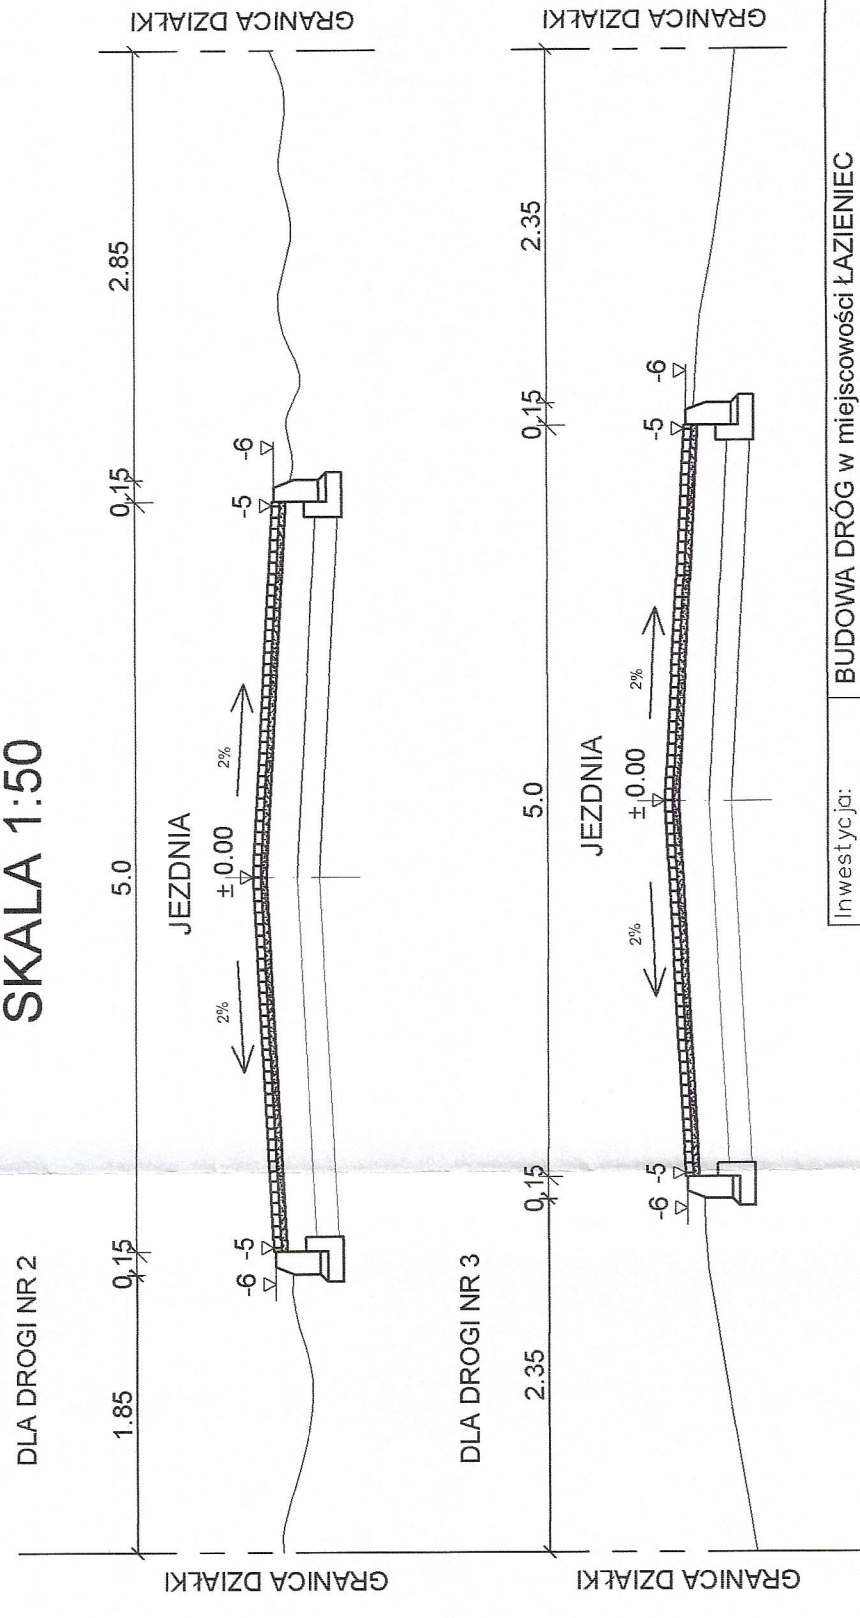 SKALA 1:50
DLA DROGI NR 2
GRANICA DZIAŁKI
1.85
0,15
5.0
0,15
2.85
GRANICA DZIAŁKI
JEZDNIA
± 0.00
2%
2%
-6
-5
-5
-6
DLA DROGI NR 3
GRANICA DZIAŁKI
2.35
0,15
5.0
0,15
2.35
GRANICA DZIAŁKI
JEZDNIA
± 0.00
2%
2%
-6
-5
-5
-6
Inwestycja:
BUDOWA DRÓG w miejscowości ŁAZIENIEC